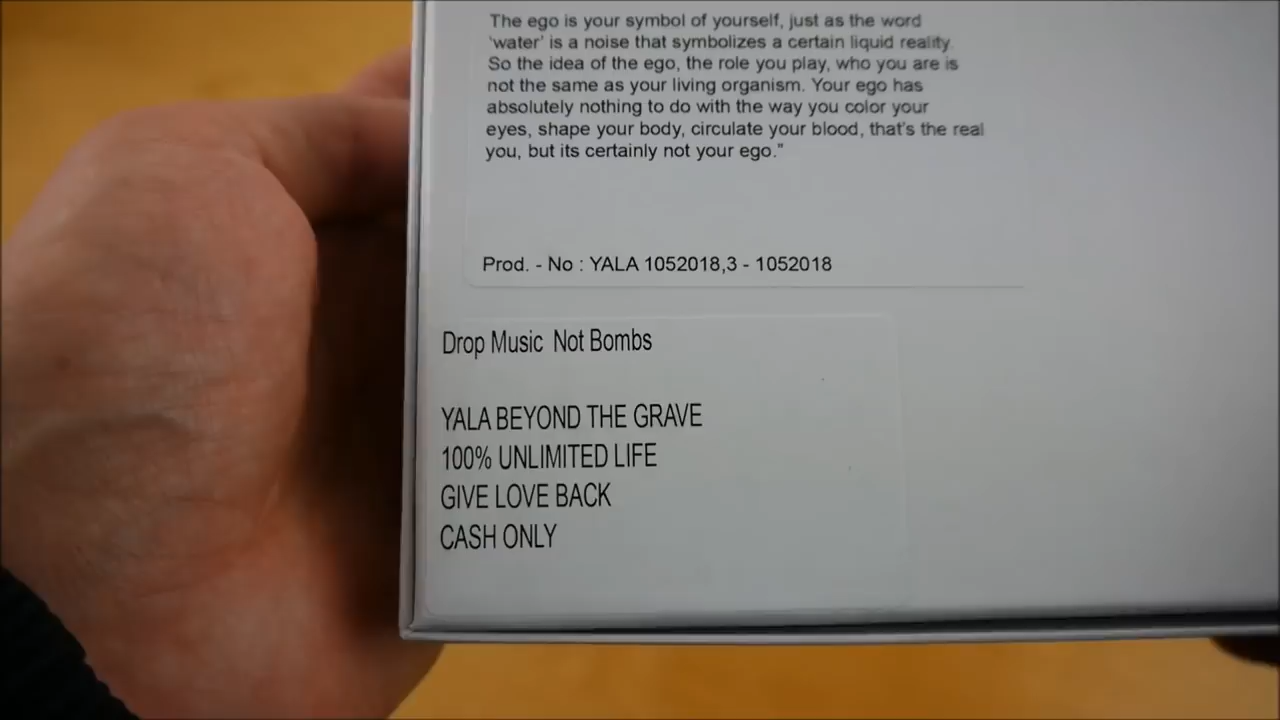 The ego is your symbol of yourself, just as the word
'water' is a noise that symbolizes a certain liquid reality.
So the idea of the ego, the role you play, who you are is
not the same as your living organism. Your ego has
absolutely nothing to do with the way you color your
eyes, shape your body, circulate your blood, that's the real
you, but its certainly not your ego."
Prod. - No : YALA 1052018,3 - 1052018
Drop Music Not Bombs
YALA BEYOND THE GRAVE
100% UNLIMITED LIFE
GIVE LOVE BACK
CASH ONLY